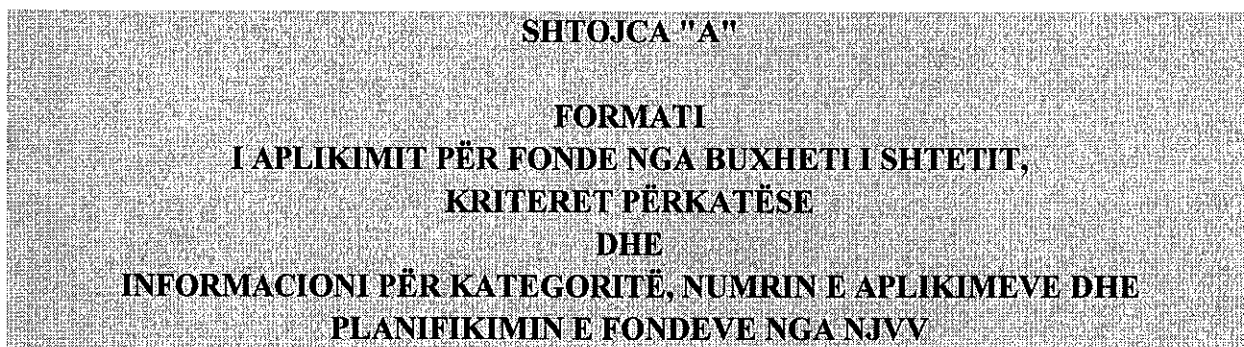 SHTOJCA "A"
FORMATI
I APLIKIMIT PËR FONDE NGA BUXHETI I SHTETIT,
KRITERET PËRKATËSE
DHE
INFORMACIONI PËR KATEGORITË, NUMRIN E APLIKIMEVE DHE
PLANIFIKIMIN E FONDEVE NGA NJVV